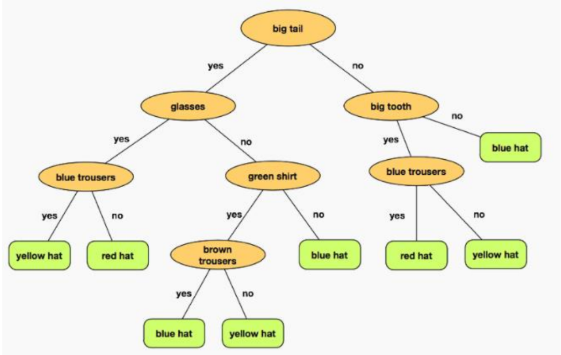 big tail
yes
no
glasses
big tooth
no
yes
no
yes
blue hat
blue trousers
green shirt
blue trousers
yes
no
yes
no
yes
no
yellow hat
red hat
brown
trousers
blue hat
red hat
yellow hat
yes
no
blue hat
yellow hat